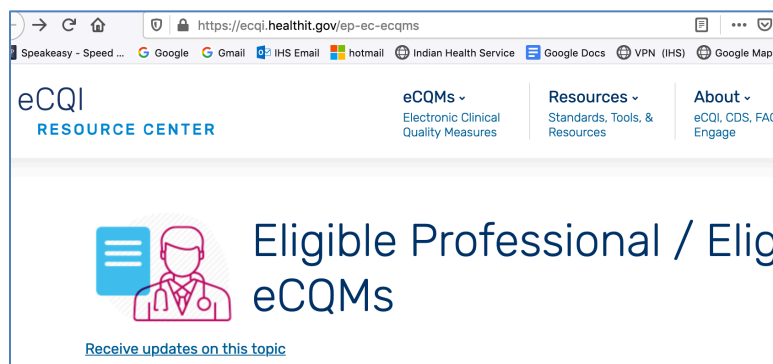 https://ecqi.healthit.gov/ep-ec-ecqms
Speakeasy - Speed ... Google Gmail IHS Email hotmail Indian Health Service Google Docs VPN (IHS) Google Map
eCQI
RESOURCE CENTER
eCQMs
Electronic Clinical
Quality Measures
Resources
Standards, Tools, &
Resources
About
eCQI, CDS, FAQ
Engage
Eligible Professional / Elig
eCQMs
Receive updates on this topic